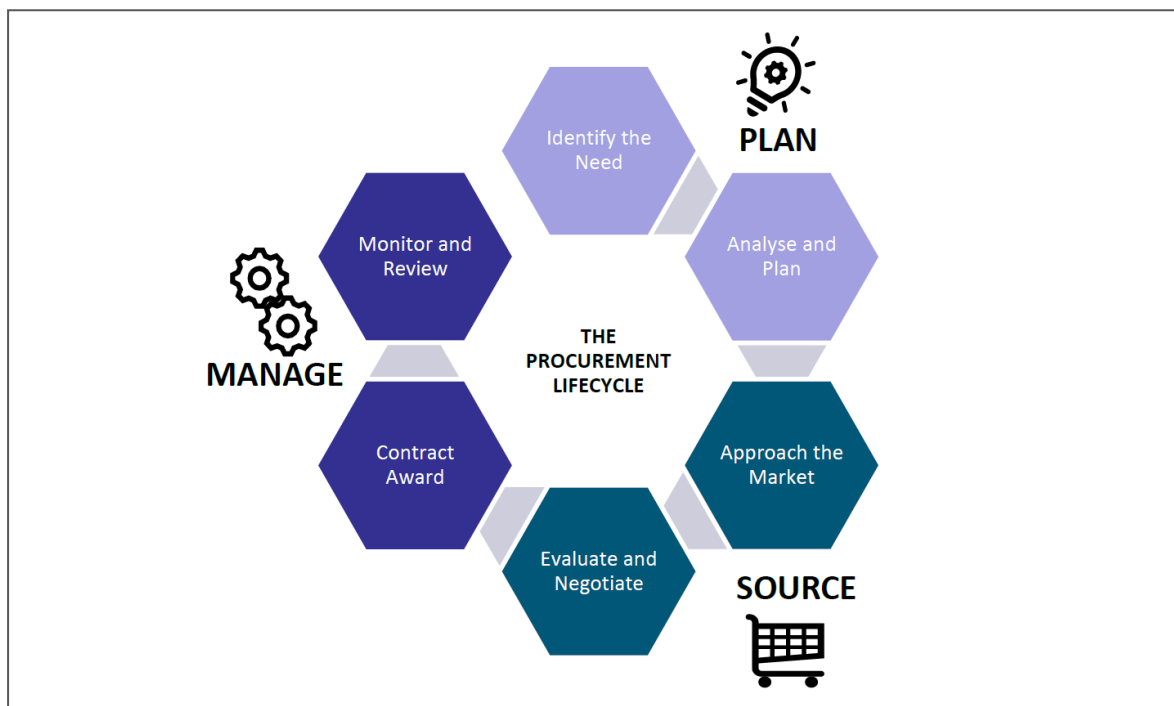 PLAN
Identify the
Need
Analyse and
Plan
Approach the
Market
SOURCE
Evaluate and
Negotiate
Contract
Award
MANAGE
Monitor and
Review
THE
PROCUREMENT
LIFECYCLE